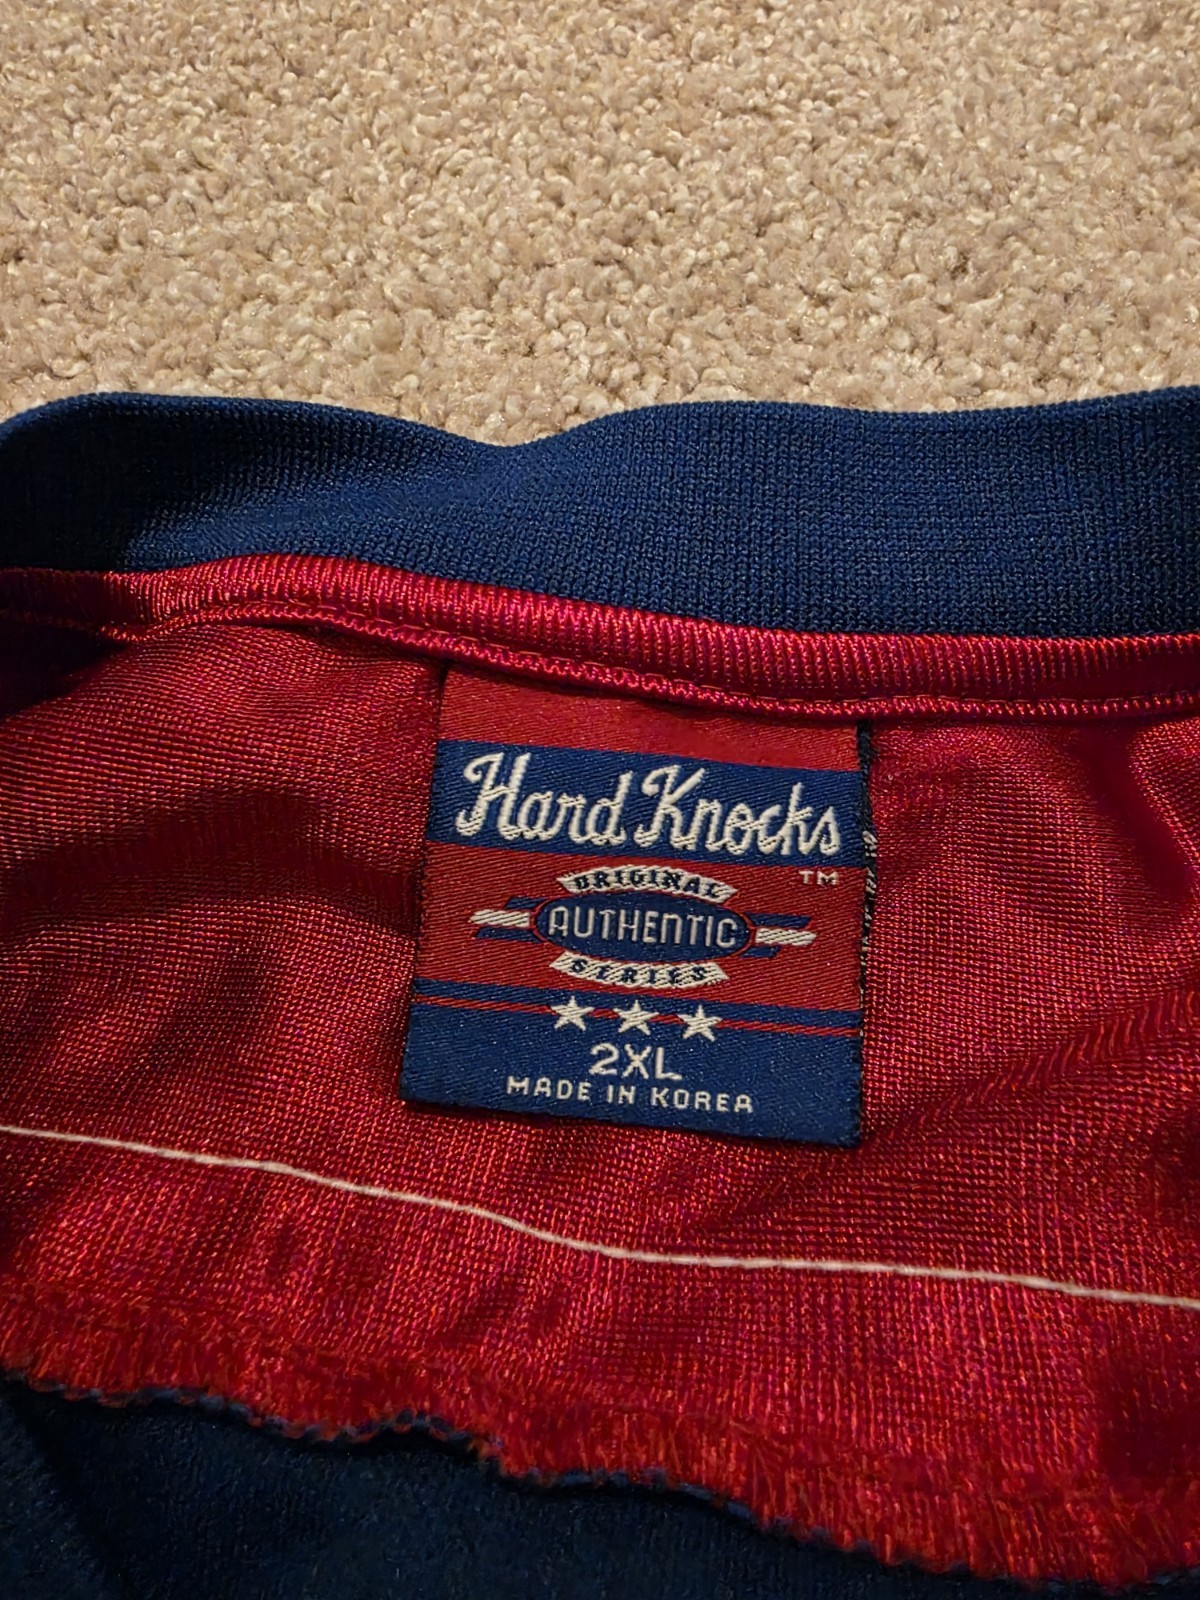 Hard Knocks
TM
ORIGINAL
AUTHENTIC
SERIES
2XL
MADE IN KOREA